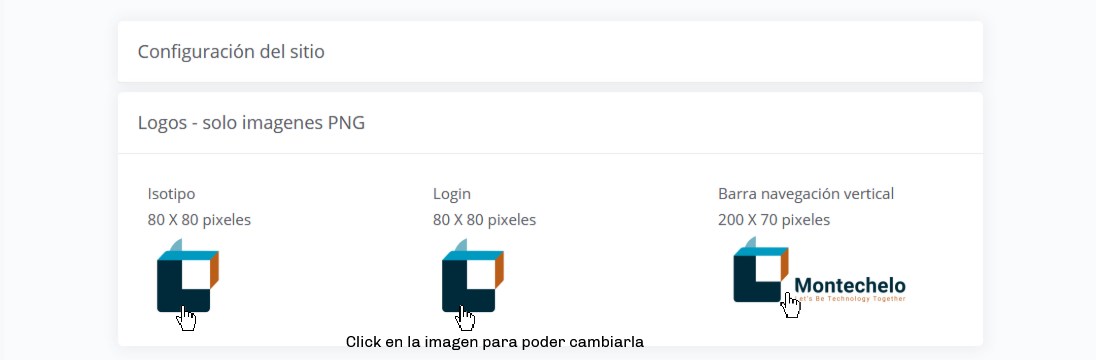 Configuración del sitio
Logos - solo imagenes PNG
Isotipo
80 X 80 pixeles
Login
80 X 80 pixeles
Barra navegación vertical
200 X 70 pixeles
Montechelo
Let's Be Technology Together
Click en la imagen para poder cambiarla